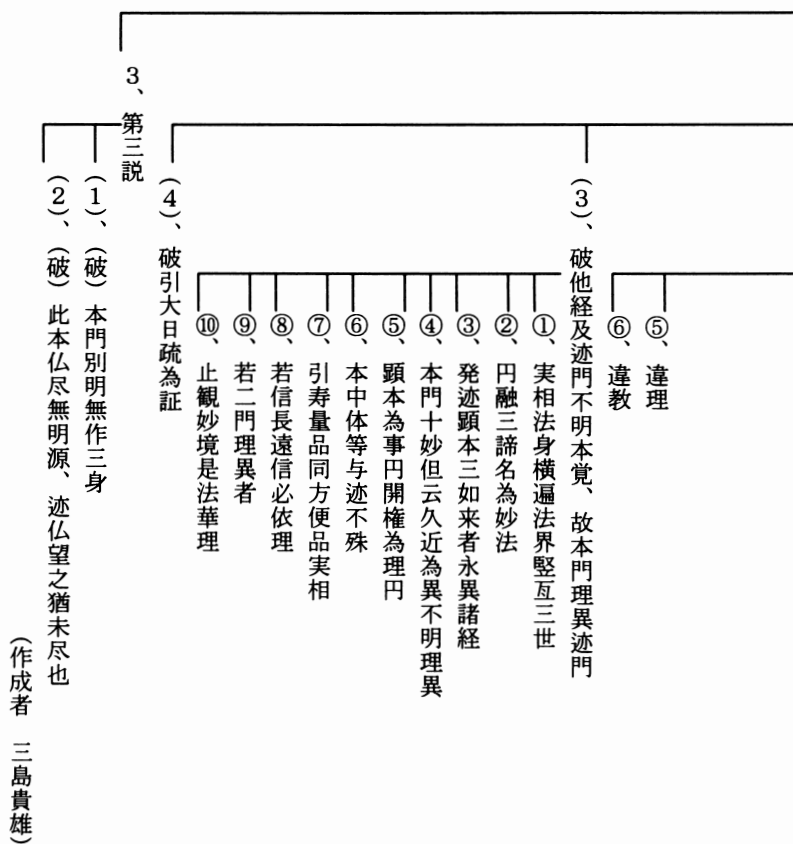 ⑤、違理
⑥、違教
(3)、破他経及迹門不明本覚、故本門理異迹門
①、実相法身横遍法界竪亙三世
②、円融三諦名為妙法
③、発迹顕本三如来者永異諸経
④、本門十妙但云久近為異不明理異
⑤、顕本為事円開権為理円
⑥、本中体等与迹不殊
⑦、引寿量品同方便品実相
⑧、若信長遠信必依理
⑨、若二門理異者
⑩、止観妙境是法華理
(4)、破引大日疏為証
3、第三説
(1)、(破)本門別明無作三身
(2)、(破)此本仏尽無明源、迹仏望之猶未尽也
(作成者 三島貴雄)